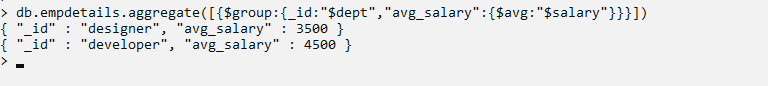 > db.empdetails.aggregate([{$group:{_id:"$dept","avg_salary":{$avg:"$salary"}}}])
{ "_id" : "designer", "avg_salary" : 3500 }
{ "_id" : "developer", "avg_salary" : 4500 }
>